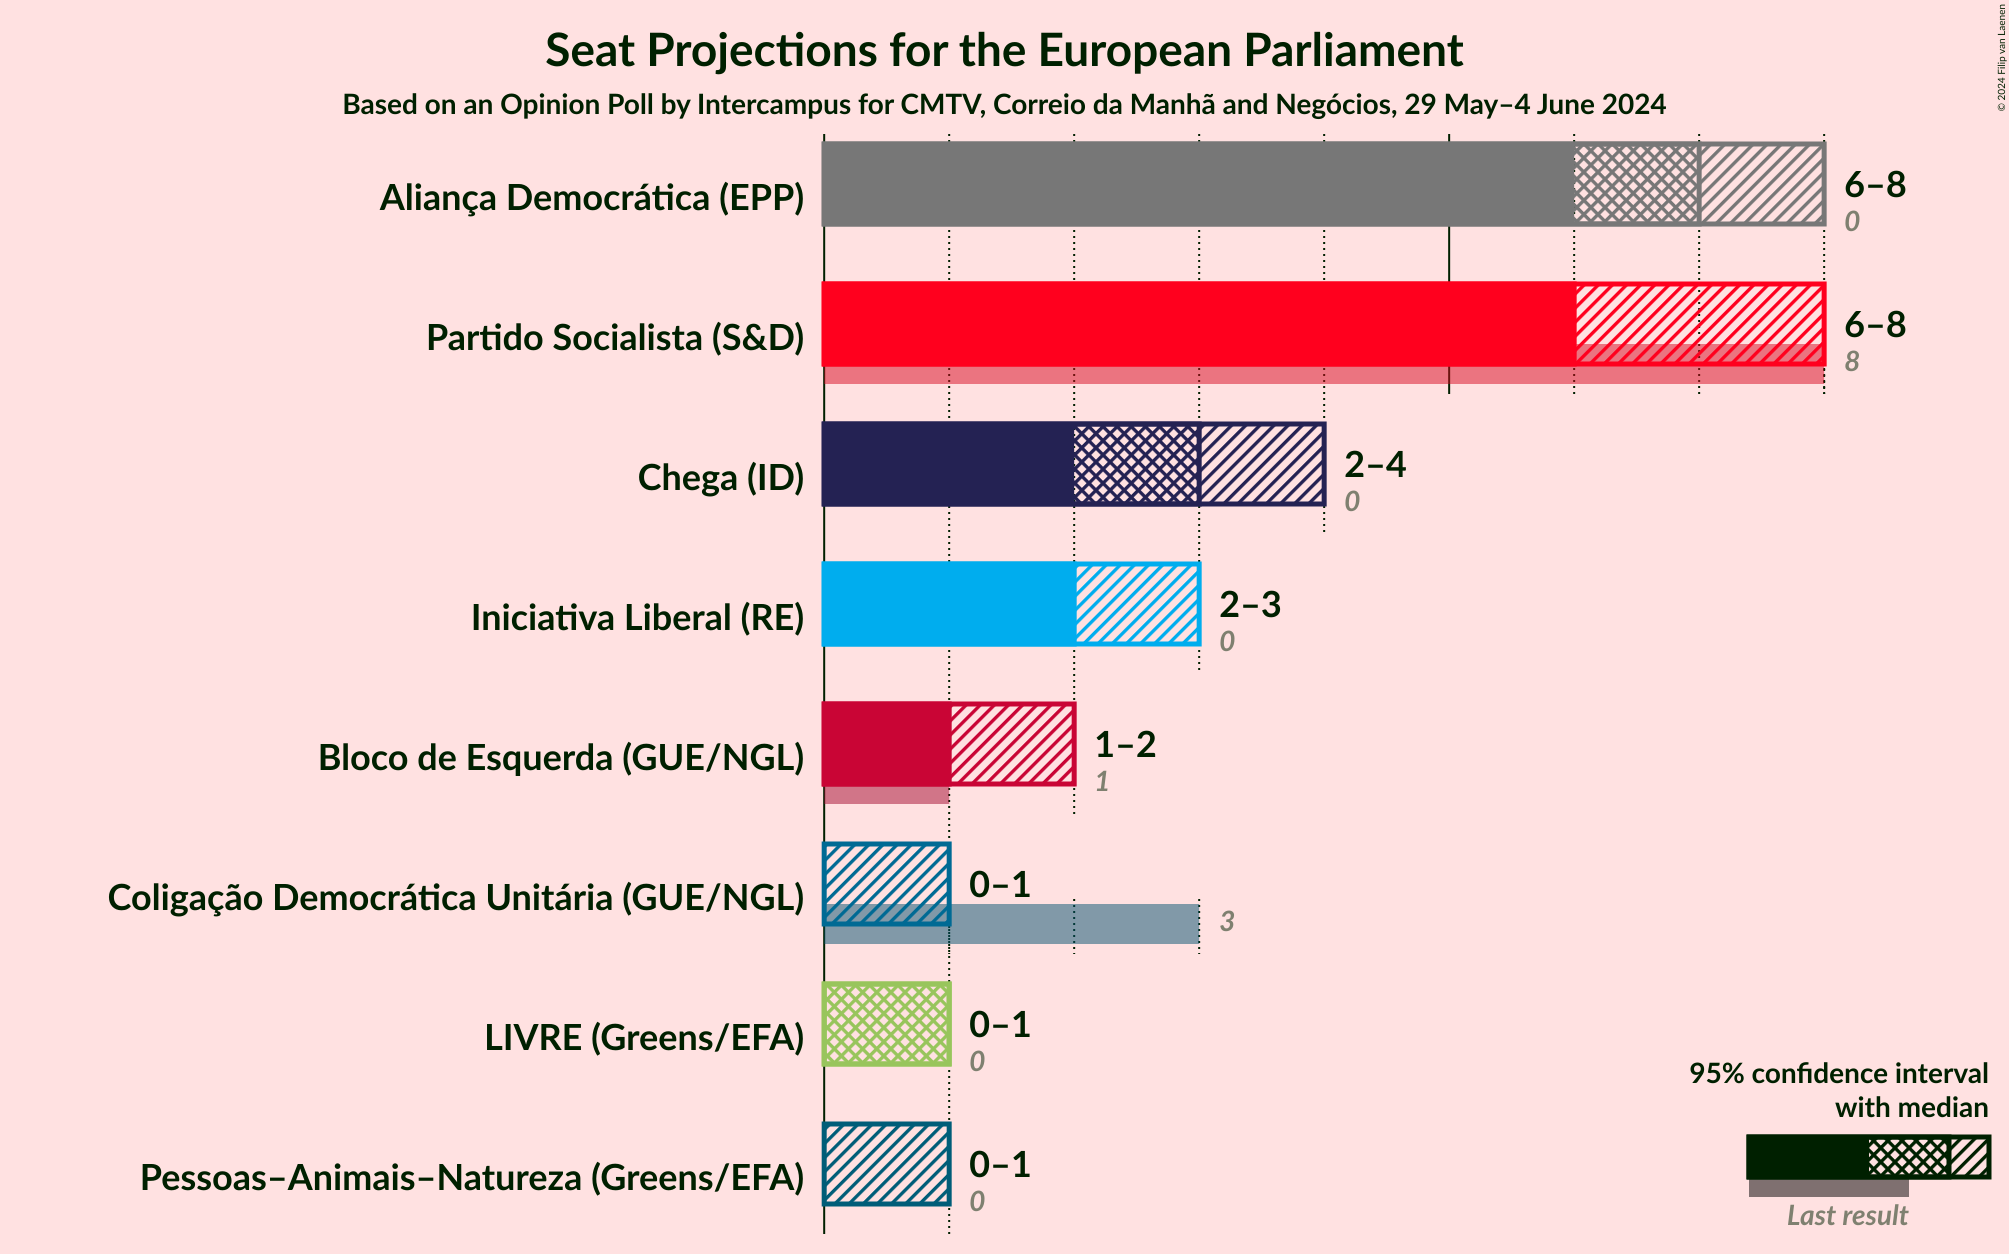 Seat Projections for the European Parliament
Based on an Opinion Poll by Intercampus for CMTV, Correio da Manhã and Negócios, 29 May–4 June 2024
© 2024 Filip van Laenen
Aliança Democrática (EPP)
6–8
0
Partido Socialista (S&D)
6–8
8
Chega (ID)
2–4
0
Iniciativa Liberal (RE)
2–3
0
Bloco de Esquerda (GUE/NGL)
1–2
1
Coligação Democrática Unitária (GUE/NGL)
0–1
3
LIVRE (Greens/EFA)
0–1
0
Pessoas–Animais–Natureza (Greens/EFA)
0–1
0
95% confidence interval
with median
Last result